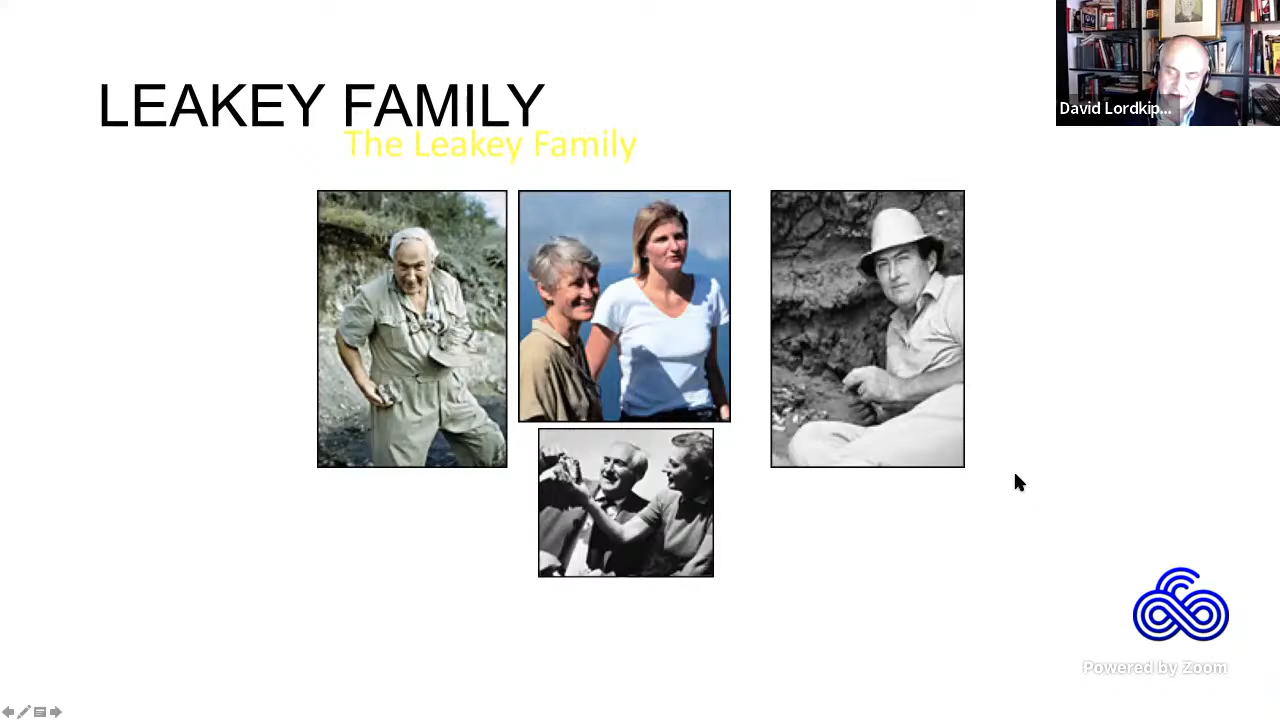 LEAKEY FAMILY
The Leakey Family
David Lordkip...
Powered by Zoom